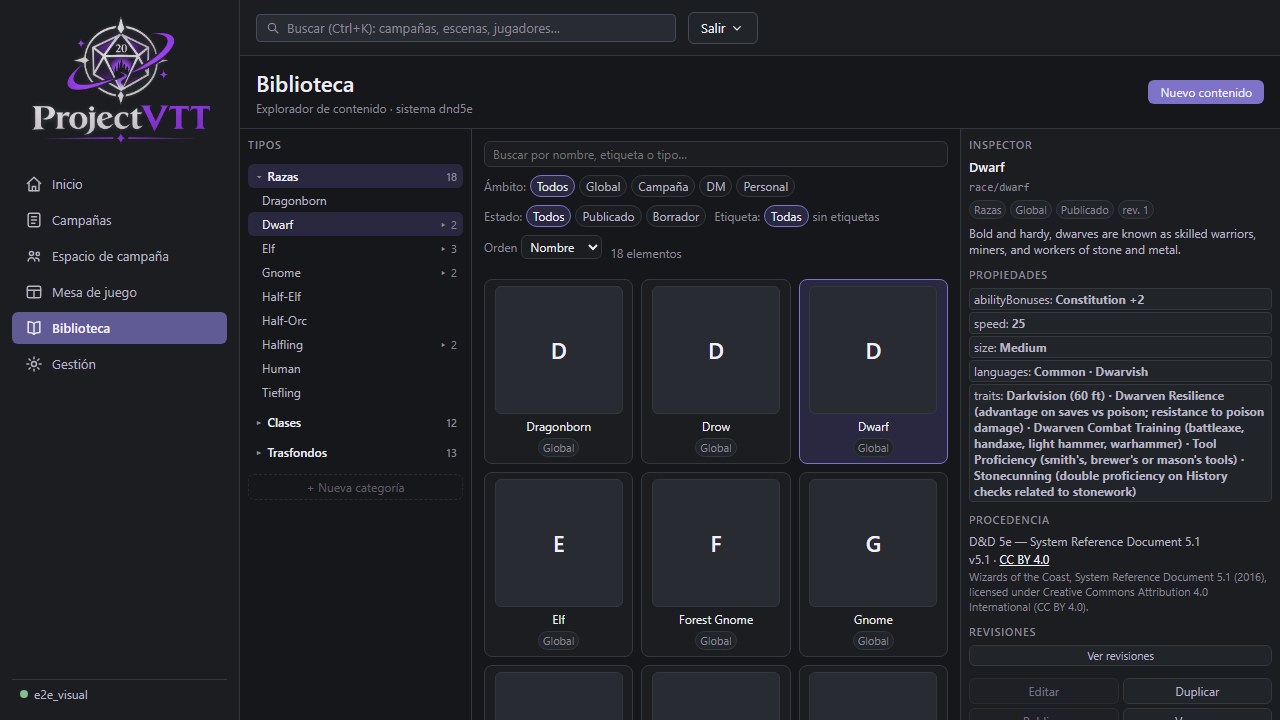 20
ProjectVTT
Inicio
Campañas
Espacio de campaña
Mesa de juego
Biblioteca
Gestión
e2e_visual
Buscar (Ctrl+K): campañas, escenas, jugadores...
Salir
Biblioteca
Explorador de contenido · sistema dnd5e
Nuevo contenido
TIPOS
Razas 18
Dragonborn
Dwarf 2
Elf 3
Gnome 2
Half-Elf
Half-Orc
Halfling 2
Human
Tiefling
Clases 12
Trasfondos 13
+ Nueva categoría
Buscar por nombre, etiqueta o tipo...
Ámbito: Todos Global Campaña DM Personal
Estado: Todos Publicado Borrador Etiqueta: Todas sin etiquetas
Orden Nombre 18 elementos
D D D
Dragonborn Drow Dwarf
Global Global Global
E F G
Elf Forest Gnome Gnome
Global Global Global
INSPECTOR
Dwarf
race/dwarf
Razas Global Publicado rev. 1
Bold and hardy, dwarves are known as skilled warriors,
miners, and workers of stone and metal.
PROPIEDADES
abilityBonuses: Constitution +2
speed: 25
size: Medium
languages: Common · Dwarvish
traits: Darkvision (60 ft) · Dwarven Resilience
(advantage on saves vs poison; resistance to poison
damage) · Dwarven Combat Training (battleaxe,
handaxe, light hammer, warhammer) · Tool
Proficiency (smith's, brewer's or mason's tools) ·
Stonecunning (double proficiency on History
checks related to stonework)
PROCEDENCIA
D&D 5e — System Reference Document 5.1
v5.1 · CC BY 4.0
Wizards of the Coast, System Reference Document 5.1 (2016),
licensed under Creative Commons Attribution 4.0
International (CC BY 4.0).
REVISIONES
Ver revisiones
Editar Duplicar